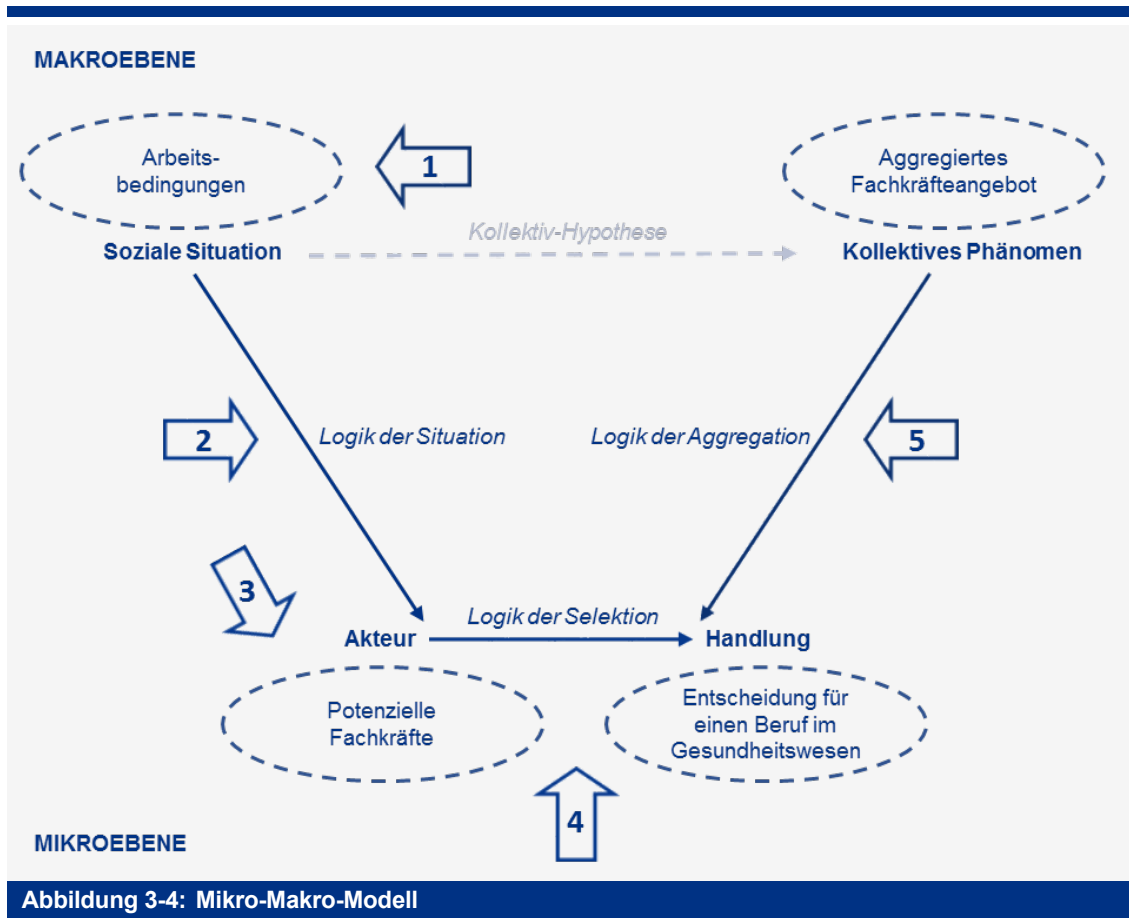 MAKROEBENE
Arbeits-
bedingungen
1
Aggregiertes
Fachkräfteangebot
Kollektiv-Hypothese
Soziale Situation
Kollektives Phänomen
2
Logik der Situation
Logik der Aggregation
5
3
Logik der Selektion
Akteur
Handlung
Potenzielle
Fachkräfte
Entscheidung für
einen Beruf im
Gesundheitswesen
4
MIKROEBENE
Abbildung 3-4: Mikro-Makro-Modell